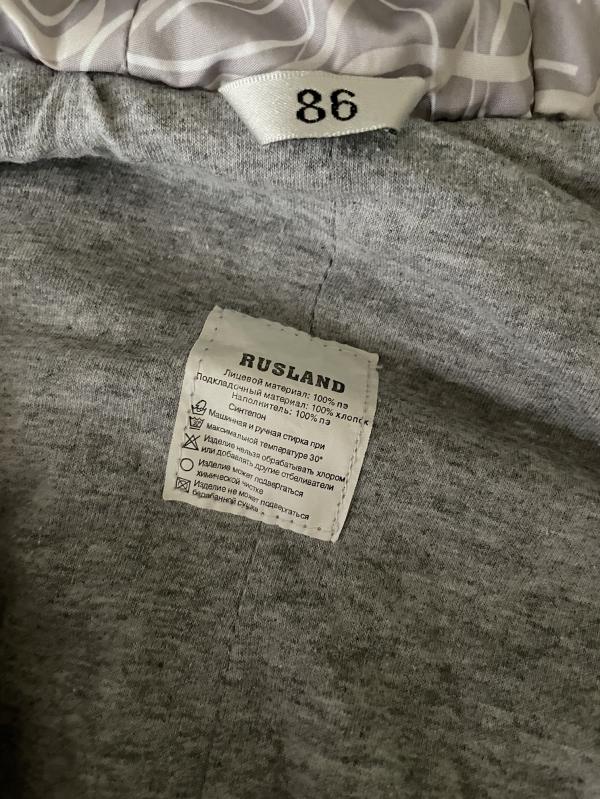 86
RUSLAND
Лицевой материал: 100% пэ
Подкладочный материал: 100% хлопок
Наполнитель: 100% пэ
Синтепон
Машинная и ручная стирка при
максимальной температуре 30°
Изделие нельзя обрабатывать хлором
или добавлять другие отбеливатели
Изделие может подвергаться
химической чистке
Изделие не может подвергаться
барабанной сушке